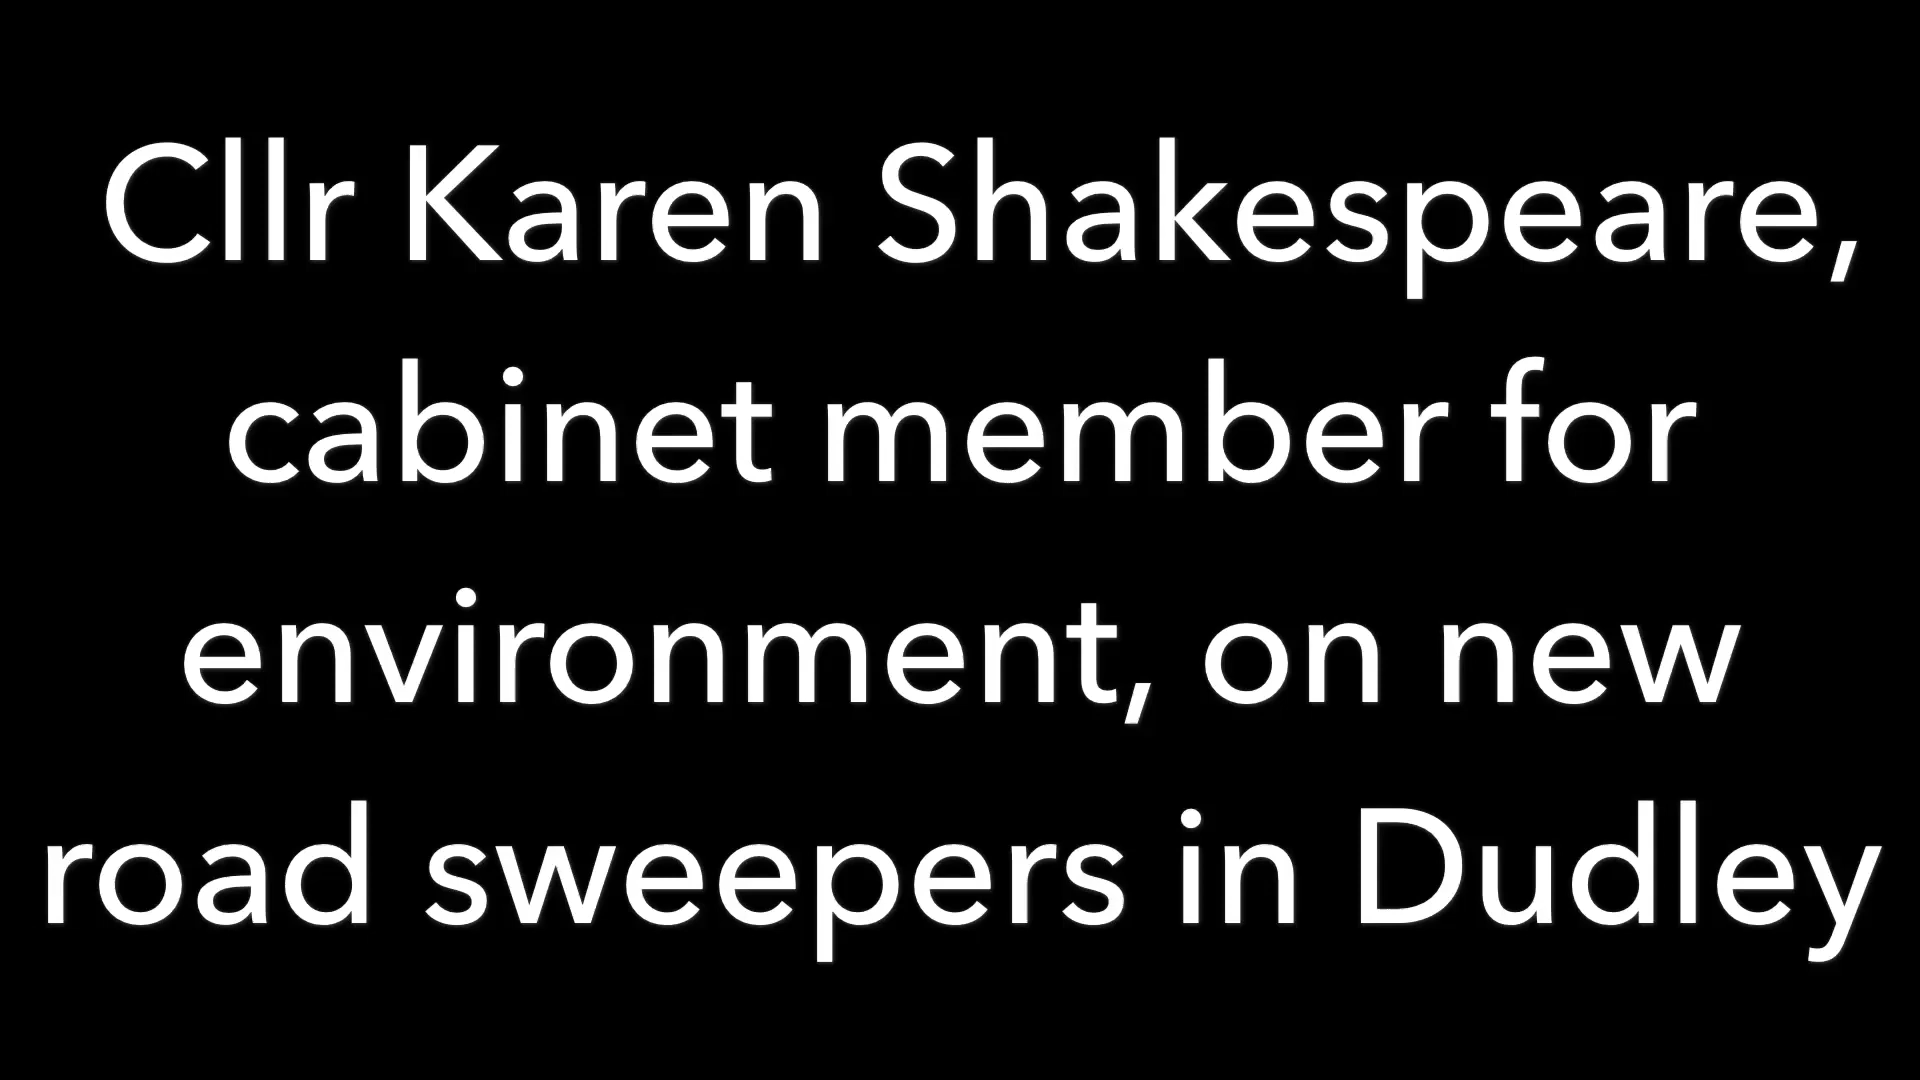 Cllr Karen Shakespeare,
cabinet member for
environment, on new
road sweepers in Dudley